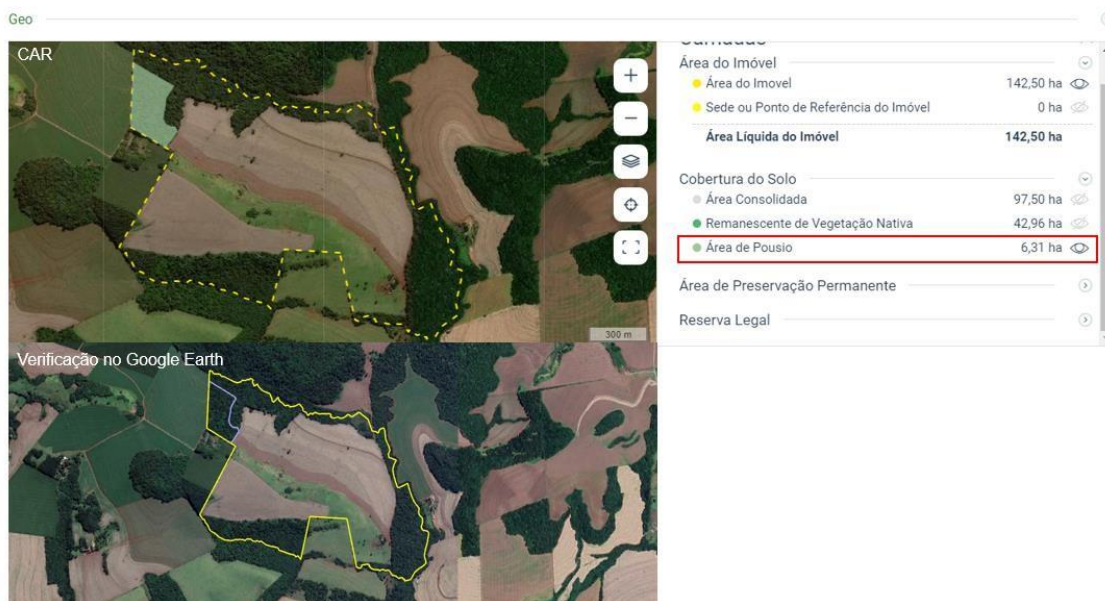 Geo
CAR
300 m
Área do Imóvel
Área do Imovel 142,50 ha
Sede ou Ponto de Referência do Imóvel 0 ha
Área Líquida do Imóvel 142,50 ha
Cobertura do Solo
Área Consolidada 97,50 ha
Remanescente de Vegetação Nativa 42,96 ha
Área de Pousio 6,31 ha
Área de Preservação Permanente
Reserva Legal
Verificação no Google Earth